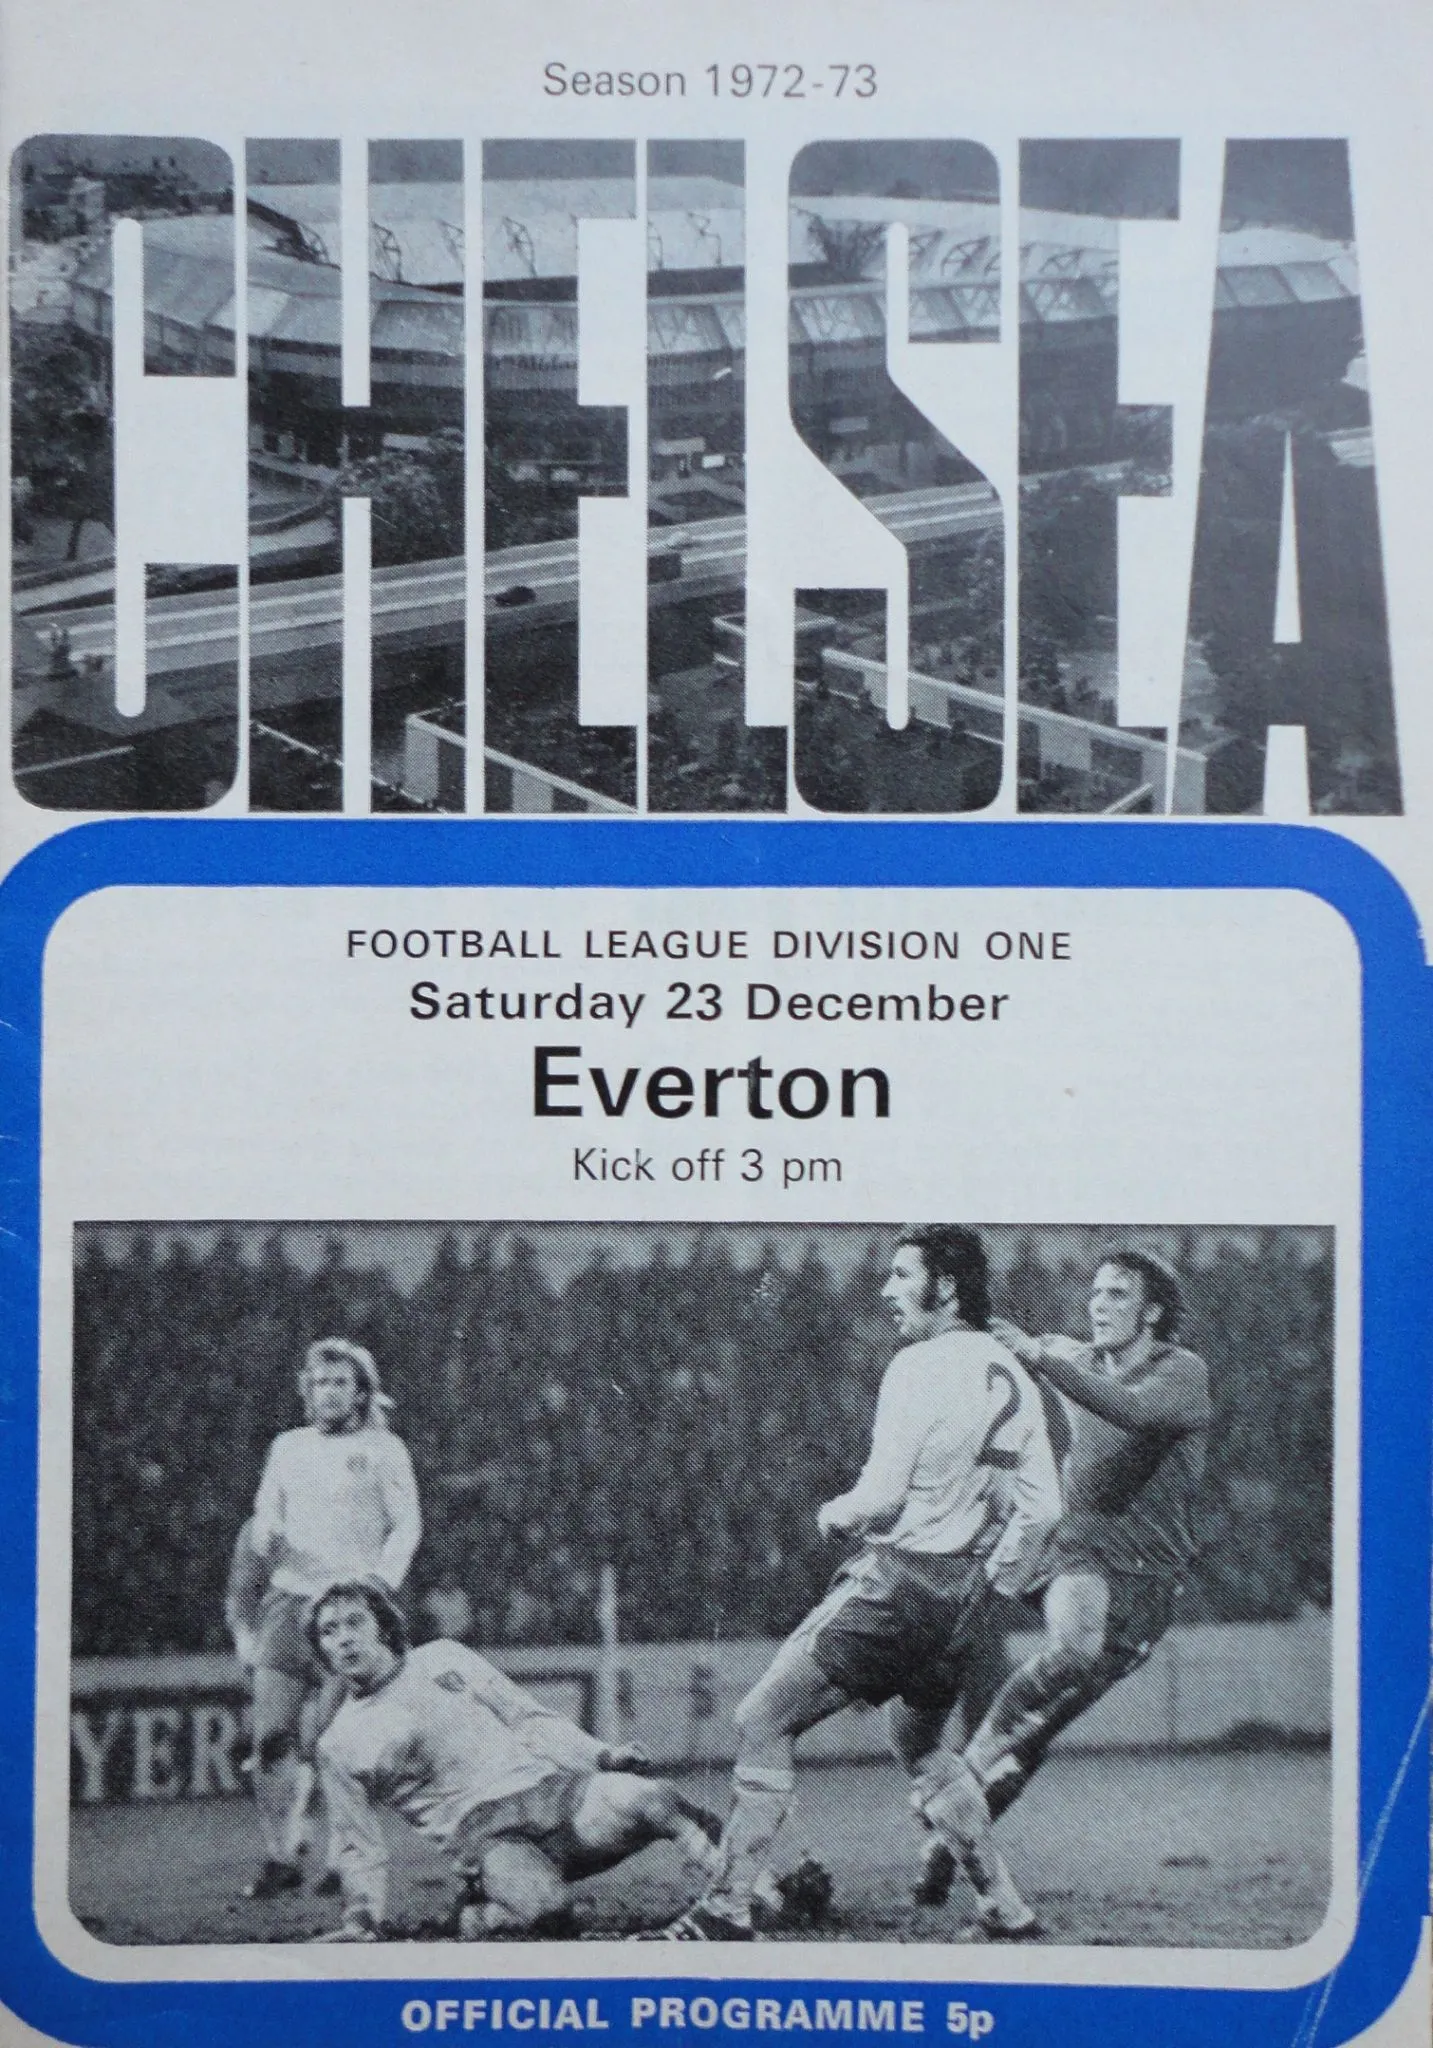 Season 1972-73
CHELSEA
FOOTBALL LEAGUE DIVISION ONE
Saturday 23 December
Everton
Kick off 3 pm
2
YER
OFFICIAL PROGRAMME 5p